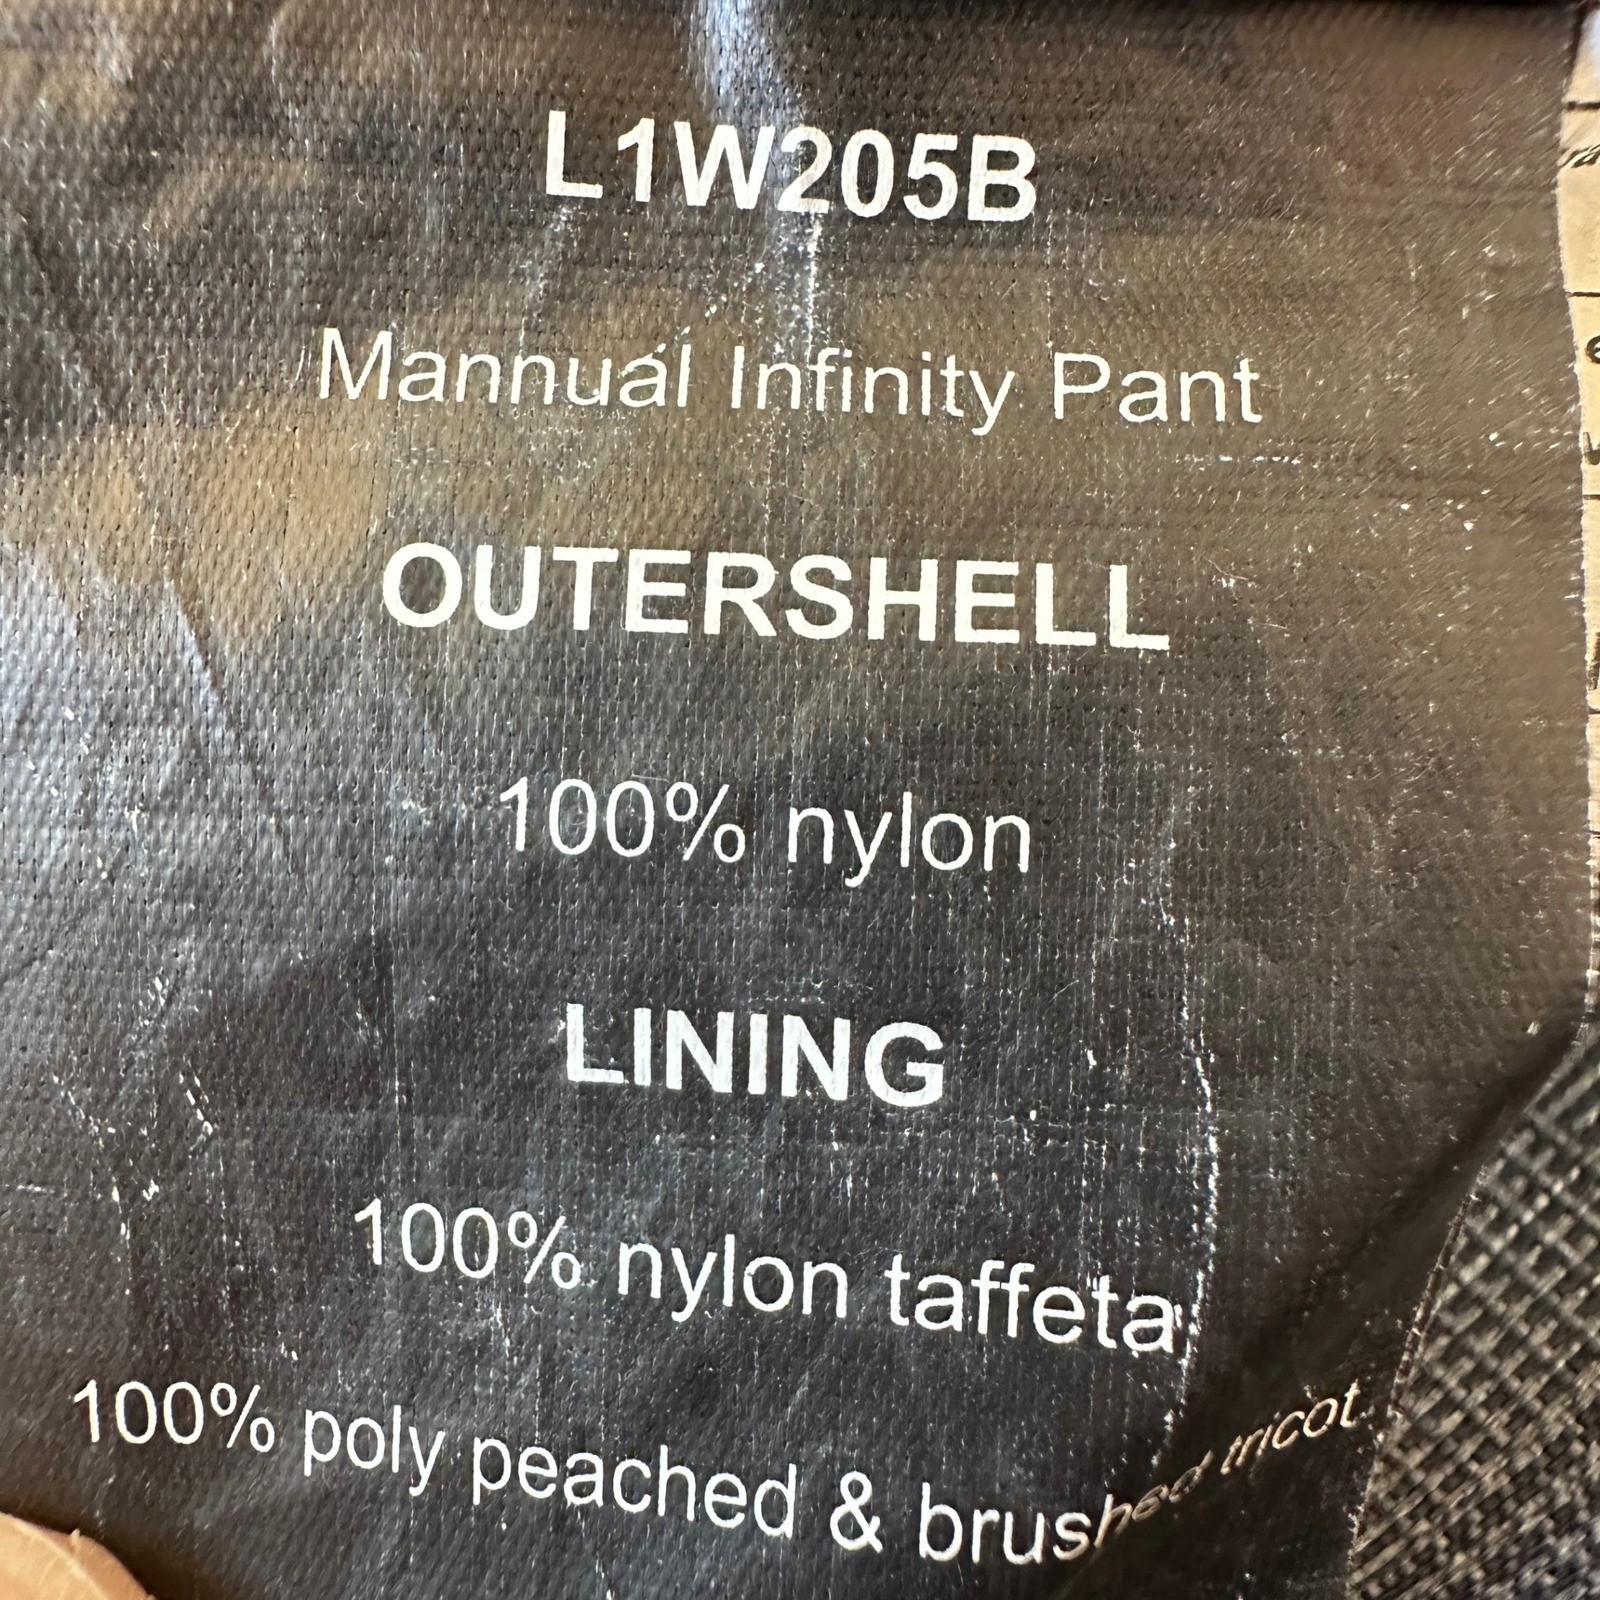 L1W205B
Mannual Infinity Pant
OUTERSHELL
100% nylon
LINING
100% nylon taffeta
100% poly peached & brushed tricot